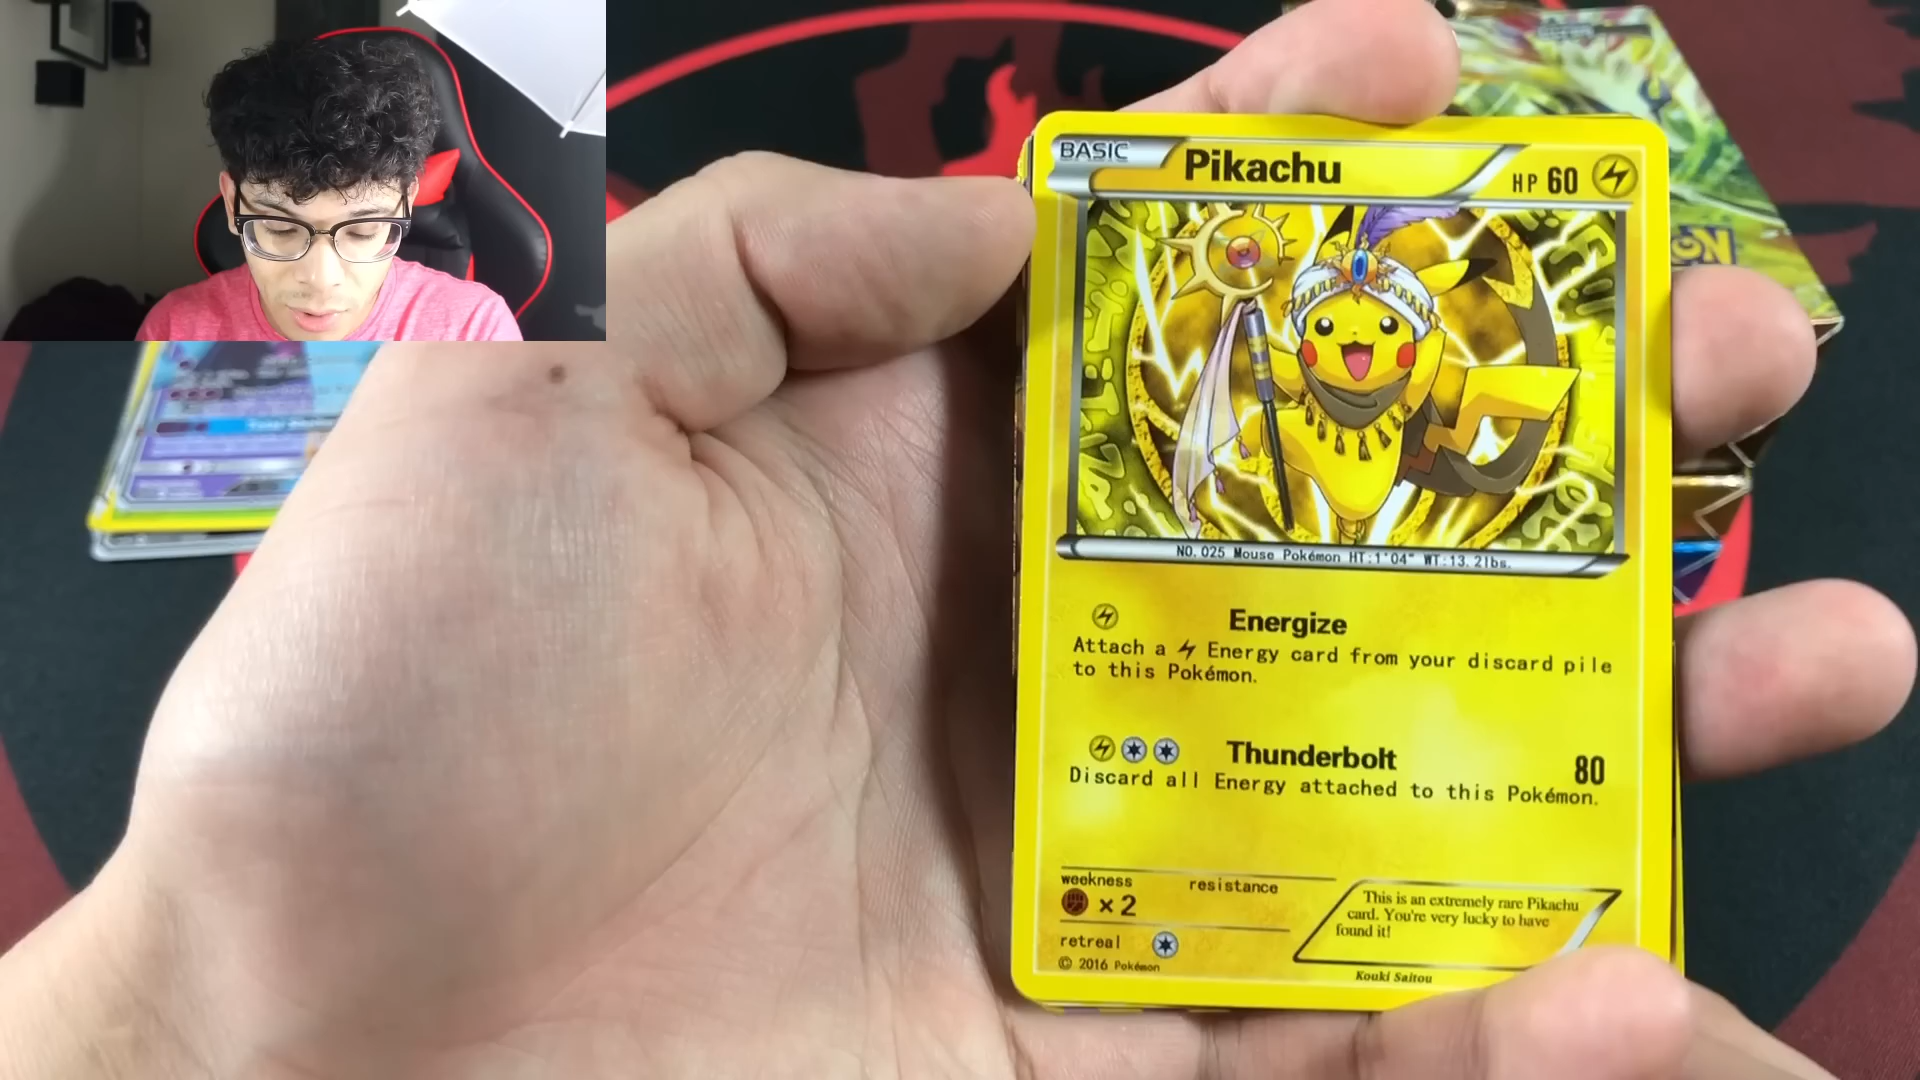 BASIC
Pikachu
HP 60
NO. 025 Mouse Pokémon HT:1'04" WT:13.2lbs.
Energize
Attach a Energy card from your discard pile
to this Pokémon.
Thunderbolt 80
Discard all Energy attached to this Pokémon.
weekness resistance
×2
This is an extremely rare Pikachu
card. You're very lucky to have
found it!
retreal
© 2016 Pokémon
Kouki Saitou